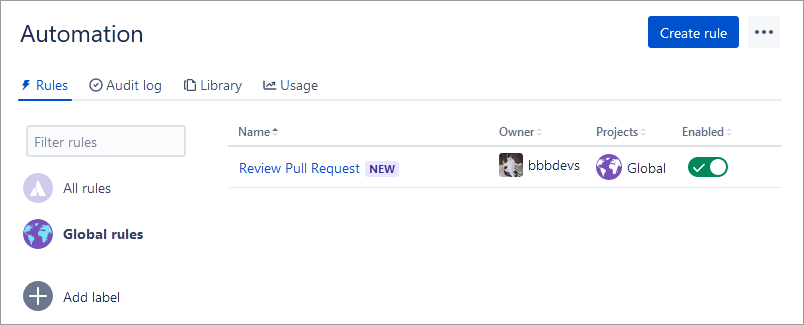 Automation
Create rule
Rules Audit log Library Usage
Filter rules
All rules
Global rules
Add label
Name Owner Projects Enabled
Review Pull Request NEW bbbdevs Global